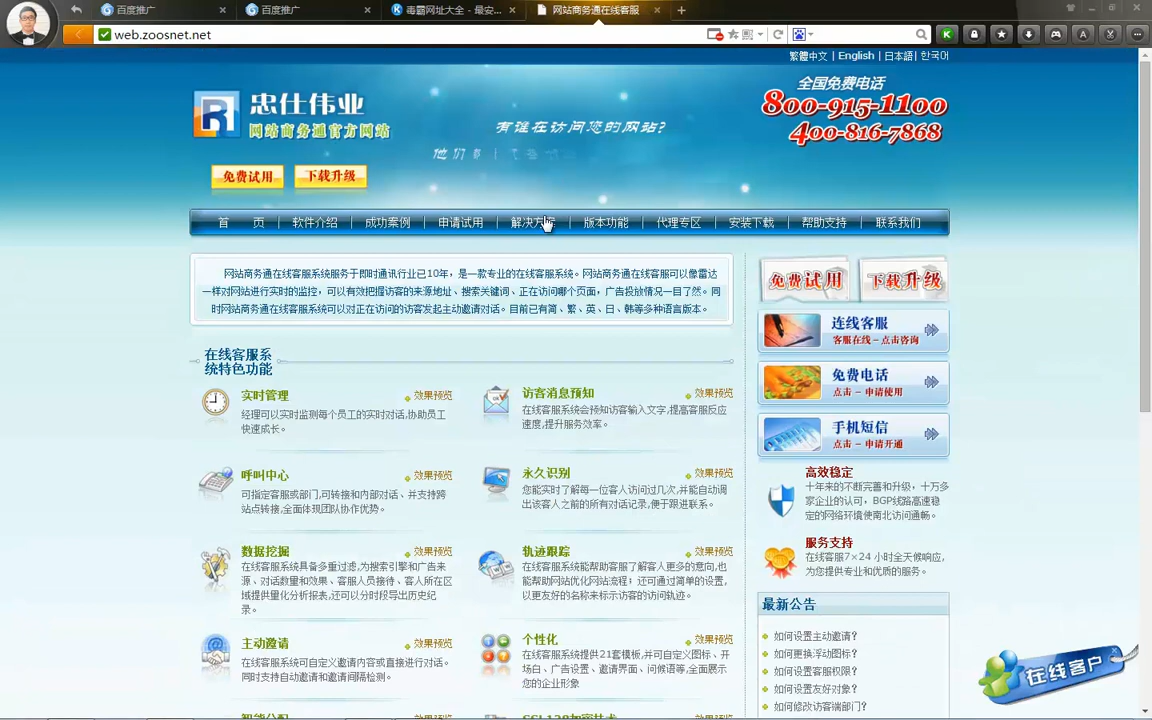 百度推广
百度推广
毒霸网址大全 - 最安...
网站商务通在线客服
web.zoosnet.net
繁體中文 | English | 日本語 | 한국어
忠仕伟业
网站商务通官方网站
有谁在访问您的网站?
全国免费电话
800-915-1100
400-816-7868
免费试用
下载升级
首 页
软件介绍
成功案例
申请试用
解决方案
版本功能
代理专区
安装下载
帮助支持
联系我们
网站商务通在线客服系统服务于即时通讯行业已10年，是一款专业的在线客服系统。网站商务通在线客服可以像雷达
一样对网站进行实时的监控，可以有效把握访客的来源地址、搜索关键词、正在访问哪个页面，广告投放情况一目了然。同
时网站商务通在线客服系统可以对正在访问的访客发起主动邀请对话。目前已有简、繁、英、日、韩等多种语言版本。
免费试用
下载升级
连线客服
客服在线－点击咨询
免费电话
点击－申请使用
手机短信
点击－申请开通
在线客服系
统特色功能
实时管理
效果预览
经理可以实时监测每个员工的实时对话,协助员工
快速成长。
访客消息预知
效果预览
在线客服系统会预知访客输入文字,提高客服反应
速度,提升服务效率。
呼叫中心
效果预览
可指定客服或部门,可转接和内部对话、并支持跨
站点转接,全面体现团队协作优势。
永久识别
效果预览
您能实时了解每一位客人访问过几次,并能自动调
出该客人之前的所有对话记录,便于跟进联系。
数据挖掘
效果预览
在线客服系统具备多重过滤,为搜索引擎和广告来
源、对话数量和效果、客服人员接待、客人所在区
域提供量化分析报表,还可以分时段导出历史纪
录。
轨迹跟踪
效果预览
在线客服系统能帮助客服了解客人更多的意向,也
能帮助网站优化网站流程；还可通过简单的设置,
以更友好的名称来标示访客的访问轨迹。
主动邀请
效果预览
在线客服系统可自定义邀请内容或直接进行对话。
同时支持自动邀请和邀请间隔检测。
个性化
效果预览
在线客服系统提供21套模板,并可自定义图标、开
场白、广告设置、邀请界面、问候语等,全面展示
您的企业形象
高效稳定
十年来的不断完善和升级，十万多
家企业的认可，BGP线路高速稳
定的网络环境使南北访问通畅。
服务支持
在线客服7×24 小时全天候响应,
为您提供专业和优质的服务。
最新公告
如何设置主动邀请?
如何更换浮动图标?
如何设置客服权限?
如何设置友好对象?
如何修改访客端部门?
在线客户